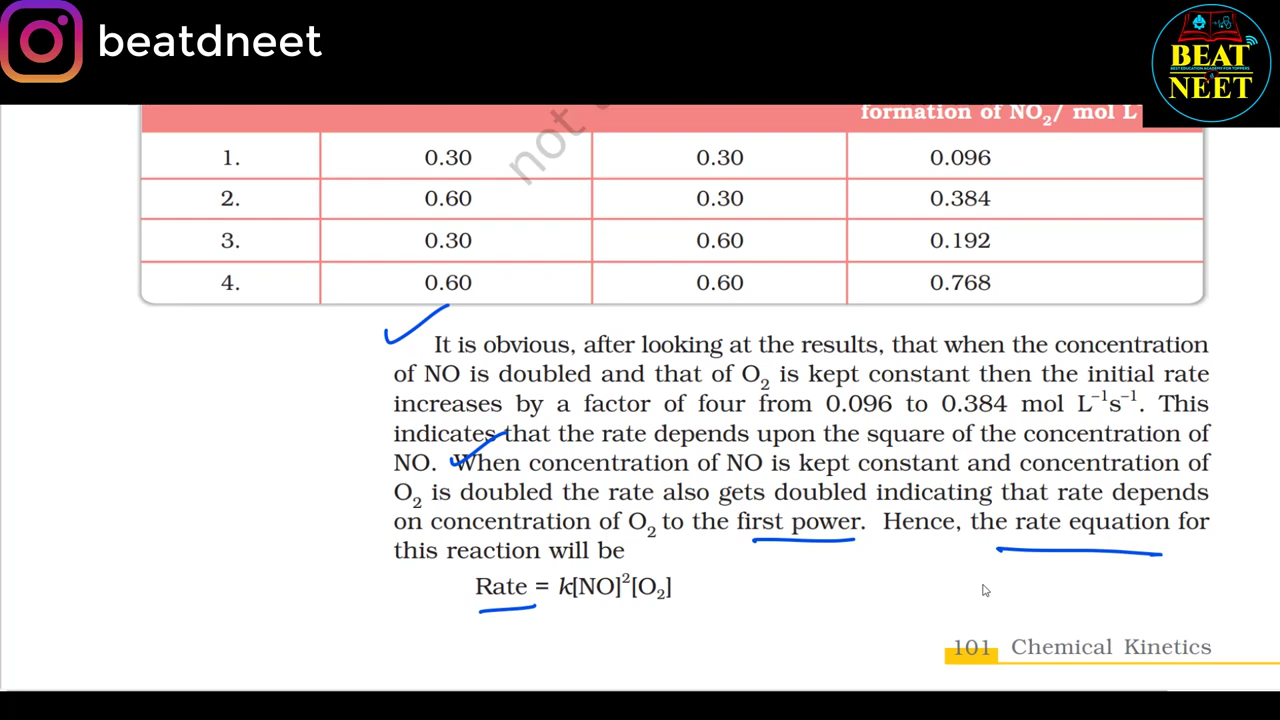 beatdneet
BEAT
BEST EDUCATION ACADEMY FOR TOPPERS
d
NEET
formation of NO₂/ mol L
not
1. 0.30 0.30 0.096
2. 0.60 0.30 0.384
3. 0.30 0.60 0.192
4. 0.60 0.60 0.768
It is obvious, after looking at the results, that when the concentration
of NO is doubled and that of O₂ is kept constant then the initial rate
increases by a factor of four from 0.096 to 0.384 mol L⁻¹s⁻¹. This
indicates that the rate depends upon the square of the concentration of
NO. When concentration of NO is kept constant and concentration of
O₂ is doubled the rate also gets doubled indicating that rate depends
on concentration of O₂ to the first power. Hence, the rate equation for
this reaction will be
Rate = k[NO]²[O₂]
101 Chemical Kinetics